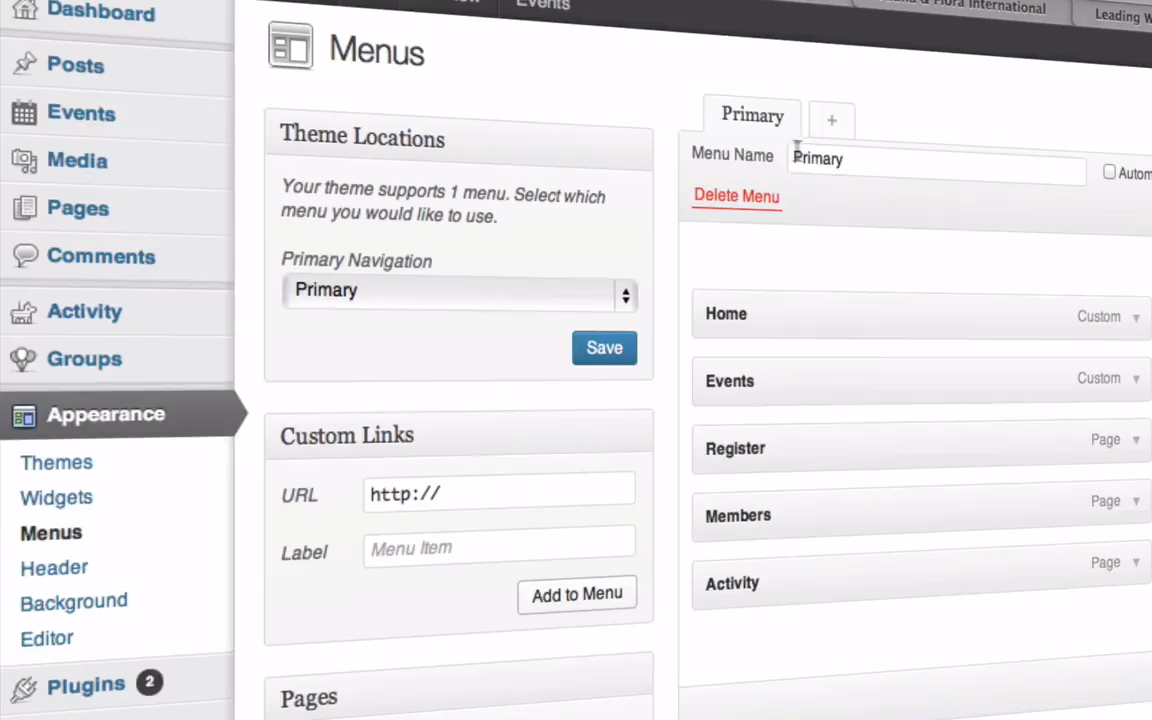 Events
& Flora International
Leading
Dashboard
Posts
Events
Media
Pages
Comments
Activity
Groups
Appearance
Themes
Widgets
Menus
Header
Background
Editor
Plugins 2
Menus
Theme Locations
Your theme supports 1 menu. Select which
menu you would like to use.
Primary Navigation
Primary
Save
Custom Links
URL http://
Label Menu Item
Add to Menu
Pages
Primary +
Menu Name Primary
Delete Menu
Home Custom
Events Custom
Register Page
Members Page
Activity Page